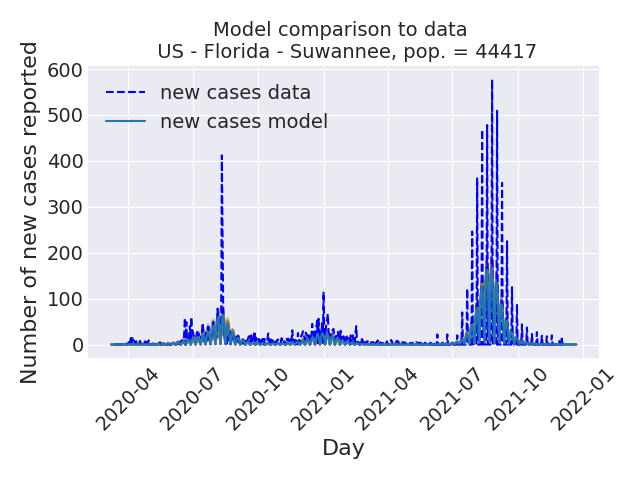 Model comparison to data
US - Florida - Suwannee, pop. = 44417
Number of new cases reported
600
500
400
300
200
100
0
new cases data
new cases model
2020-04
2020-07
2020-10
2021-01
2021-04
2021-07
2021-10
2022-01
Day